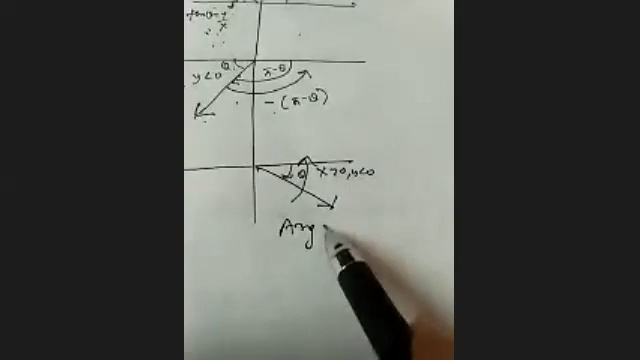 tanθ = y/x
y<0 θ π-θ
-(π-θ)
θ x>0, y<0
Arg